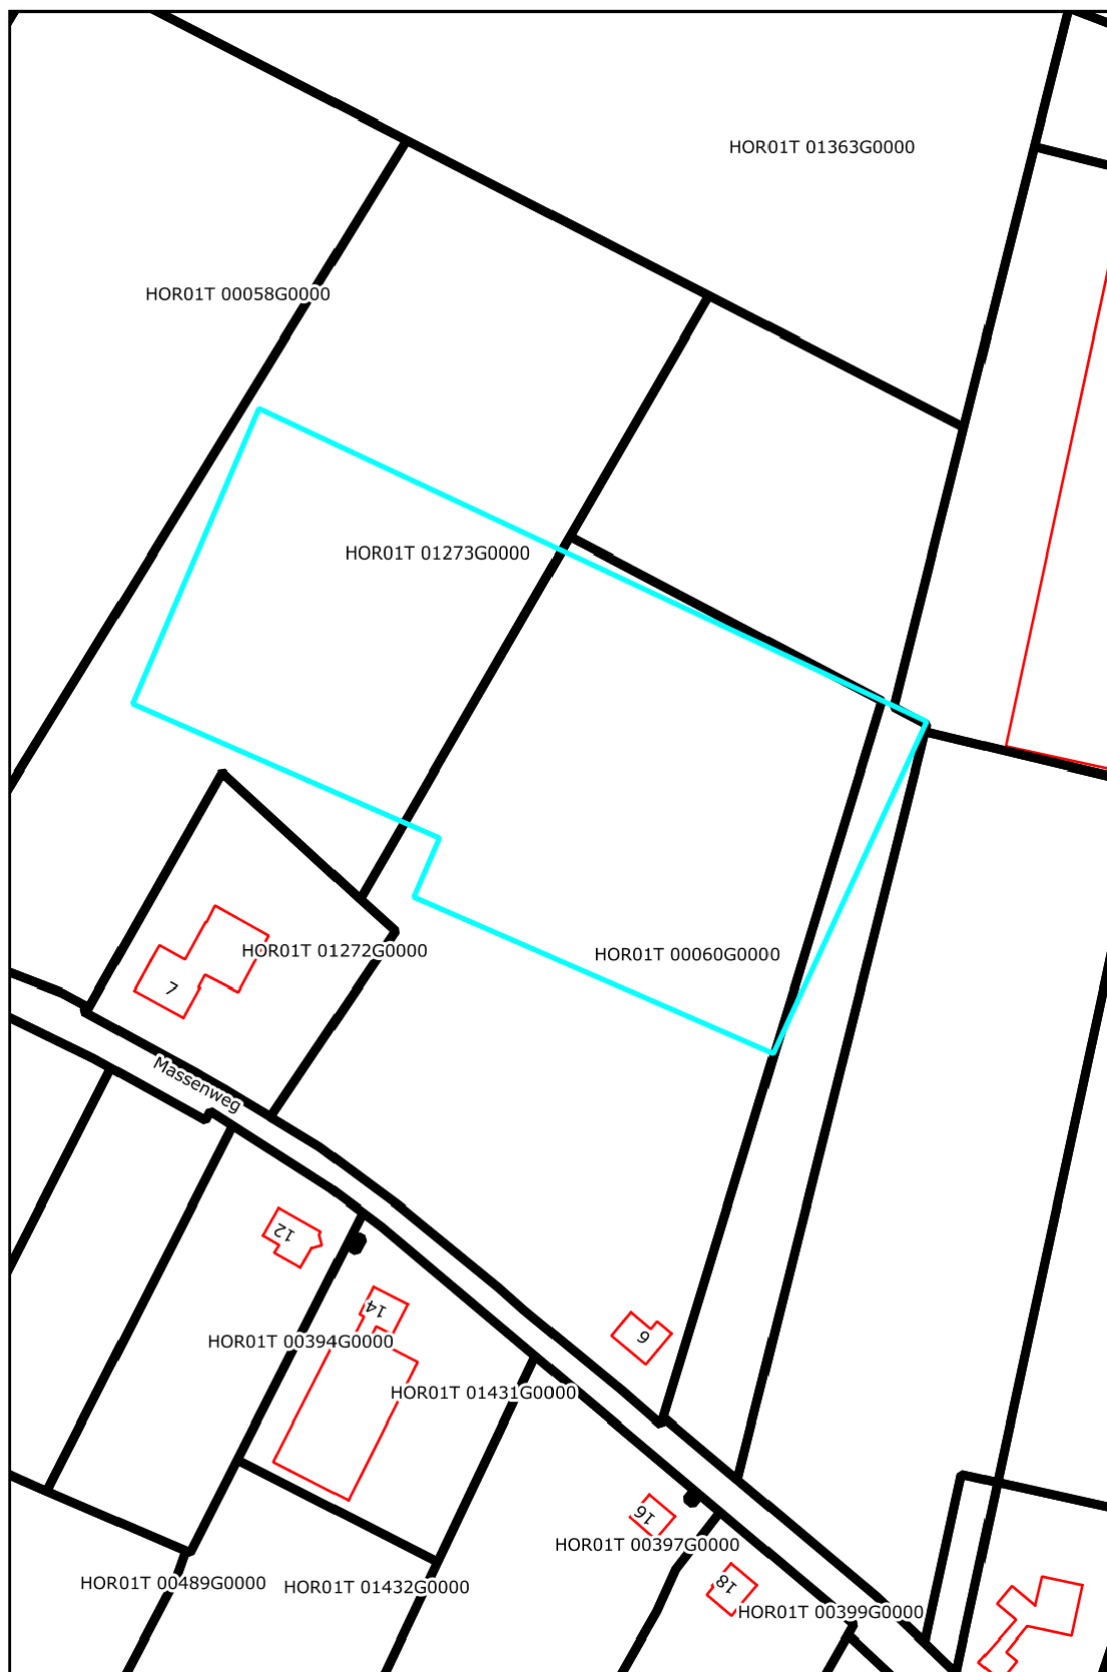 HOR01T 01363G0000
HOR01T 00058G0000
HOR01T 01273G0000
HOR01T 01272G0000
HOR01T 00060G0000
7
Massenweg
12
14
9
HOR01T 00394G0000
HOR01T 01431G0000
16
HOR01T 00397G0000
18
HOR01T 00489G0000
HOR01T 01432G0000
HOR01T 00399G0000